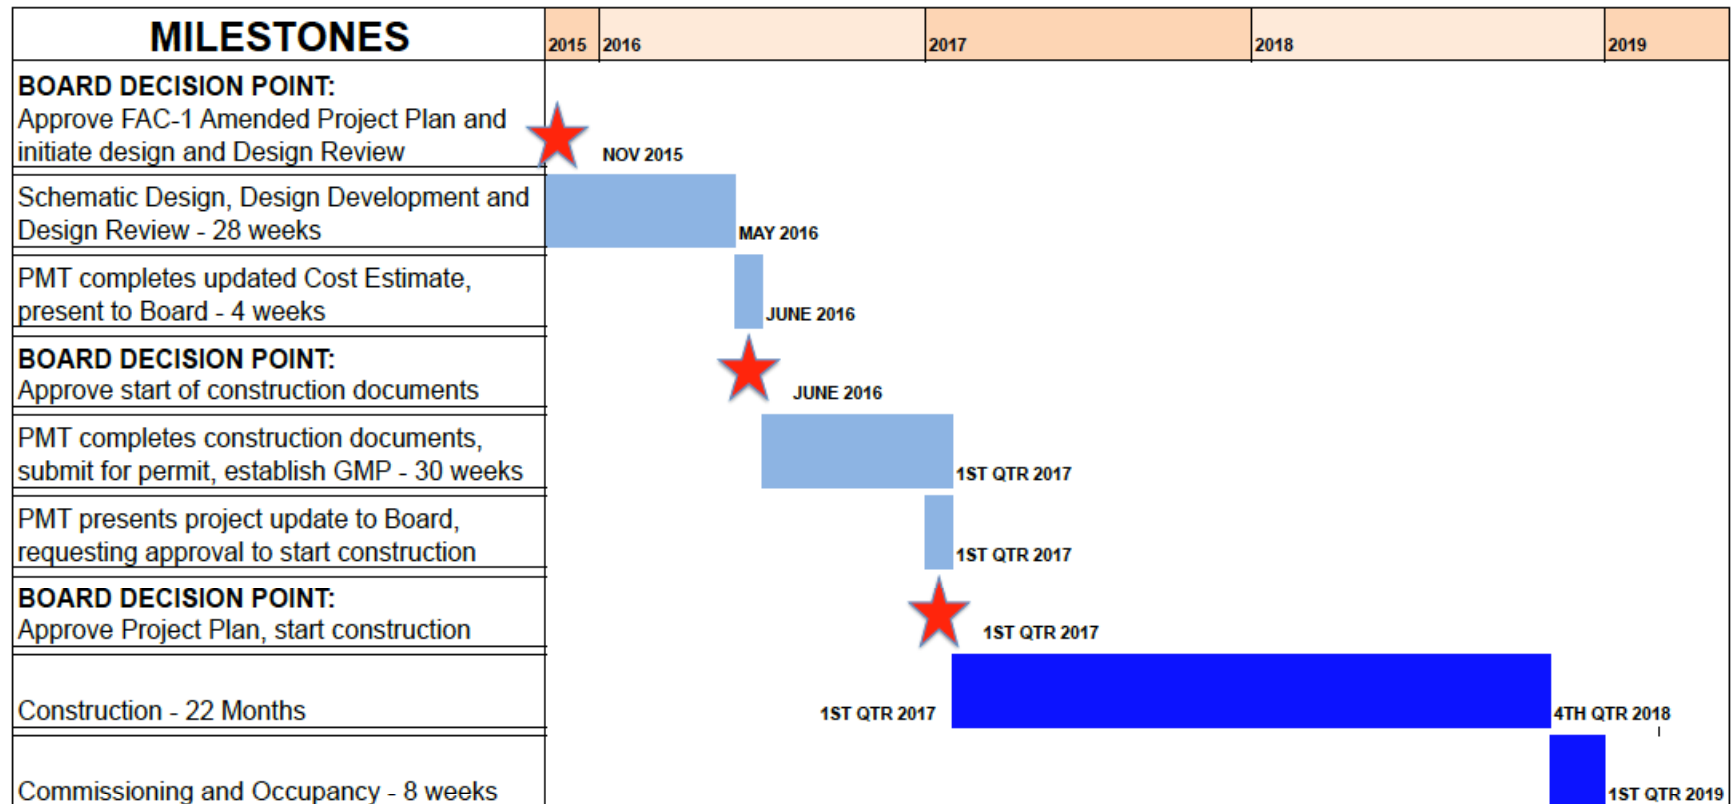 MILESTONES
2015 2016 2017 2018 2019
BOARD DECISION POINT:
Approve FAC-1 Amended Project Plan and
initiate design and Design Review
NOV 2015
Schematic Design, Design Development and
Design Review - 28 weeks
MAY 2016
PMT completes updated Cost Estimate,
present to Board - 4 weeks
JUNE 2016
BOARD DECISION POINT:
Approve start of construction documents
JUNE 2016
PMT completes construction documents,
submit for permit, establish GMP - 30 weeks
1ST QTR 2017
PMT presents project update to Board,
requesting approval to start construction
1ST QTR 2017
BOARD DECISION POINT:
Approve Project Plan, start construction
1ST QTR 2017
Construction - 22 Months
1ST QTR 2017
4TH QTR 2018
Commissioning and Occupancy - 8 weeks
1ST QTR 2019